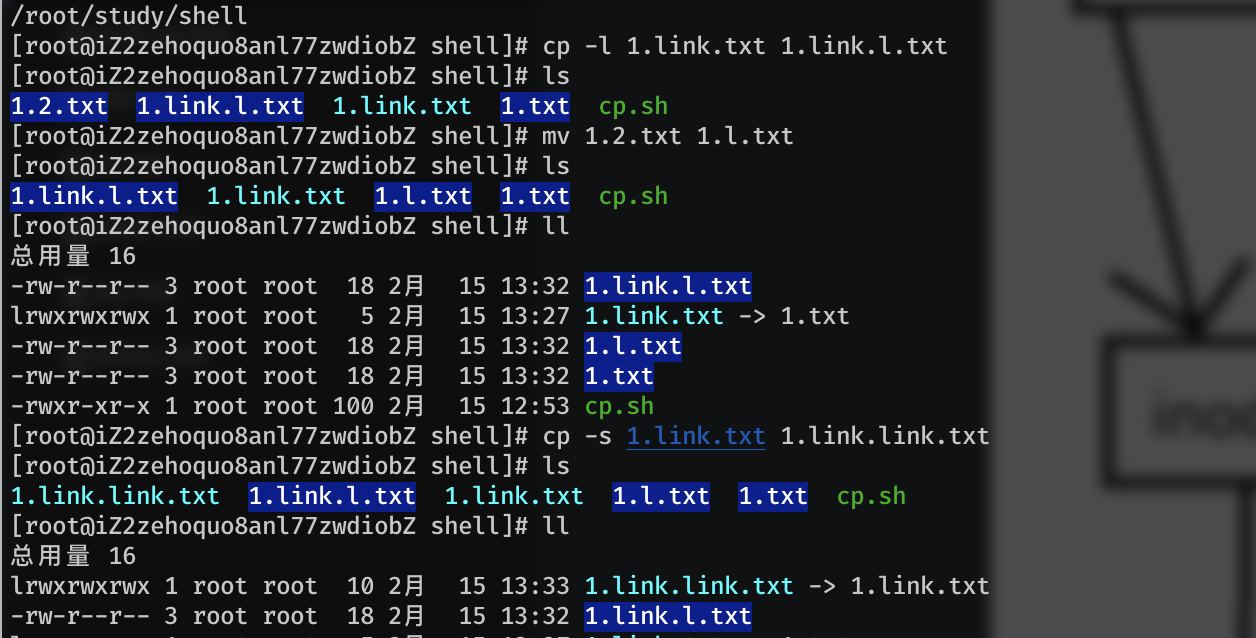 /root/study/shell
[root@iZ2zehoquo8anl77zwdiobZ shell]# cp -l 1.link.txt 1.link.l.txt
[root@iZ2zehoquo8anl77zwdiobZ shell]# ls
1.2.txt 1.link.l.txt 1.link.txt 1.txt cp.sh
[root@iZ2zehoquo8anl77zwdiobZ shell]# mv 1.2.txt 1.l.txt
[root@iZ2zehoquo8anl77zwdiobZ shell]# ls
1.link.l.txt 1.link.txt 1.l.txt 1.txt cp.sh
[root@iZ2zehoquo8anl77zwdiobZ shell]# ll
总用量 16
-rw-r--r-- 3 root root 18 2月 15 13:32 1.link.l.txt
lrwxrwxrwx 1 root root 5 2月 15 13:27 1.link.txt -> 1.txt
-rw-r--r-- 3 root root 18 2月 15 13:32 1.l.txt
-rw-r--r-- 3 root root 18 2月 15 13:32 1.txt
-rwxr-xr-x 1 root root 100 2月 15 12:53 cp.sh
[root@iZ2zehoquo8anl77zwdiobZ shell]# cp -s 1.link.txt 1.link.link.txt
[root@iZ2zehoquo8anl77zwdiobZ shell]# ls
1.link.link.txt 1.link.l.txt 1.link.txt 1.l.txt 1.txt cp.sh
[root@iZ2zehoquo8anl77zwdiobZ shell]# ll
总用量 16
lrwxrwxrwx 1 root root 10 2月 15 13:33 1.link.link.txt -> 1.link.txt
-rw-r--r-- 3 root root 18 2月 15 13:32 1.link.l.txt